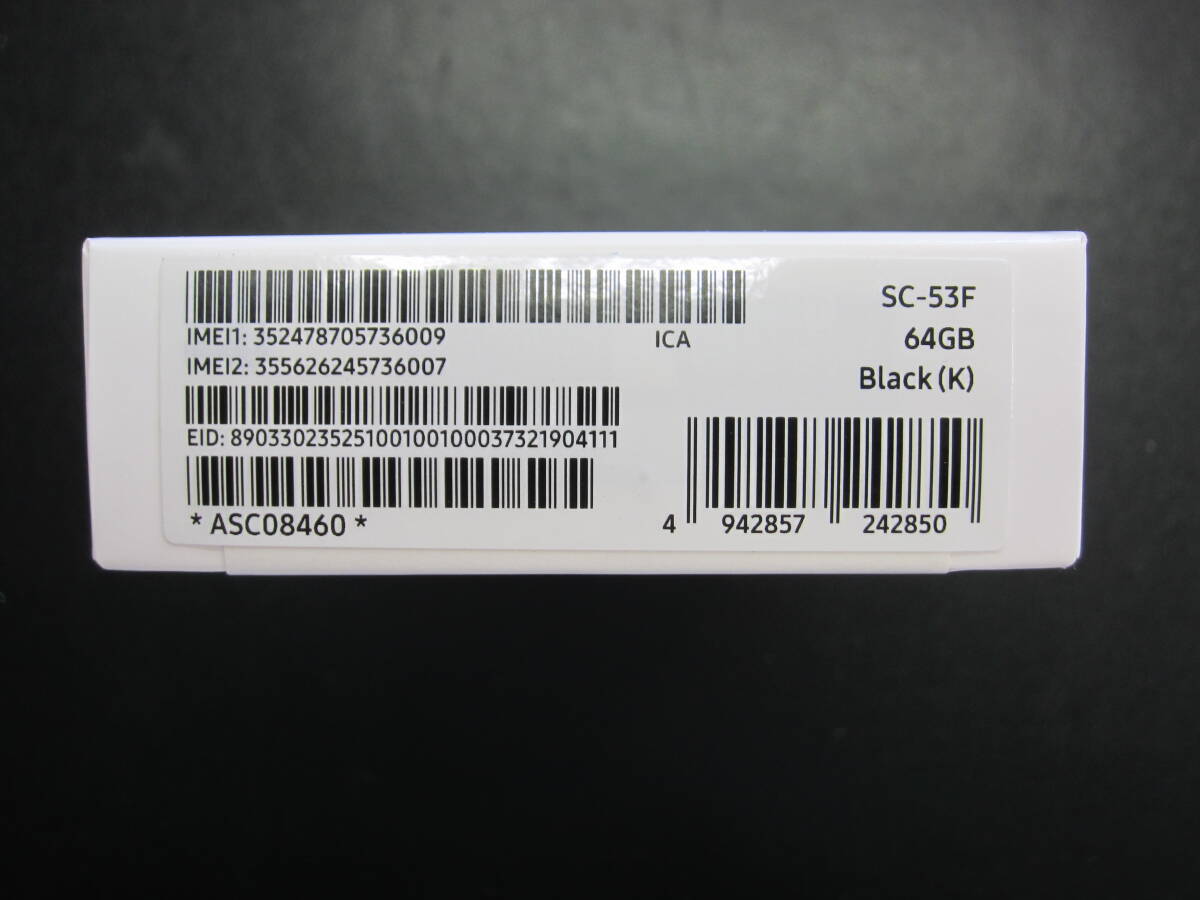 IMEI1: 352478705736009
ICA
IMEI2: 355626245736007
EID: 89033023525100100100037321904111
* ASC08460 *
SC-53F
64GB
Black (K)
4 942857 242850